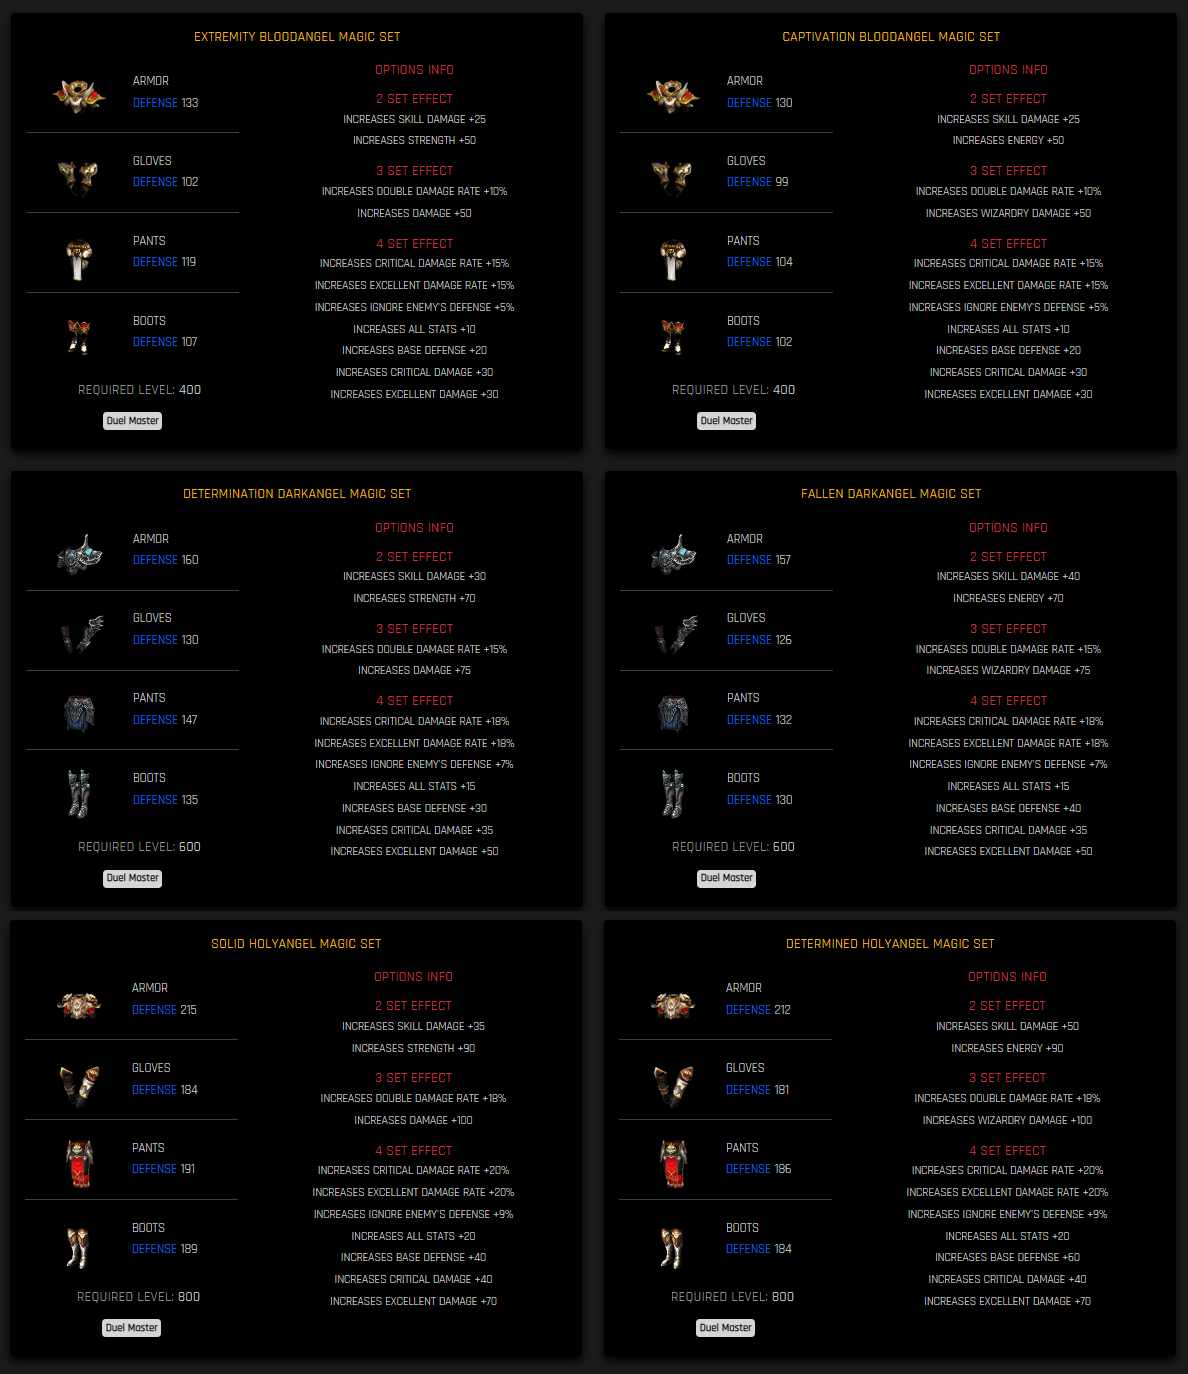 EXTREMITY BLOODANGEL MAGIC SET
ARMOR
DEFENSE 133
GLOVES
DEFENSE 102
PANTS
DEFENSE 119
BOOTS
DEFENSE 107
REQUIRED LEVEL: 400
Duel Master
OPTIONS INFO
2 SET EFFECT
INCREASES SKILL DAMAGE +25
INCREASES STRENGTH +50
3 SET EFFECT
INCREASES DOUBLE DAMAGE RATE +10%
INCREASES DAMAGE +50
4 SET EFFECT
INCREASES CRITICAL DAMAGE RATE +15%
INCREASES EXCELLENT DAMAGE RATE +15%
INCREASES IGNORE ENEMY'S DEFENSE +5%
INCREASES ALL STATS +10
INCREASES BASE DEFENSE +20
INCREASES CRITICAL DAMAGE +30
INCREASES EXCELLENT DAMAGE +30
CAPTIVATION BLOODANGEL MAGIC SET
ARMOR
DEFENSE 130
GLOVES
DEFENSE 99
PANTS
DEFENSE 104
BOOTS
DEFENSE 102
REQUIRED LEVEL: 400
Duel Master
OPTIONS INFO
2 SET EFFECT
INCREASES SKILL DAMAGE +25
INCREASES ENERGY +50
3 SET EFFECT
INCREASES DOUBLE DAMAGE RATE +10%
INCREASES WIZARDRY DAMAGE +50
4 SET EFFECT
INCREASES CRITICAL DAMAGE RATE +15%
INCREASES EXCELLENT DAMAGE RATE +15%
INCREASES IGNORE ENEMY'S DEFENSE +5%
INCREASES ALL STATS +10
INCREASES BASE DEFENSE +20
INCREASES CRITICAL DAMAGE +30
INCREASES EXCELLENT DAMAGE +30
DETERMINATION DARKANGEL MAGIC SET
ARMOR
DEFENSE 160
GLOVES
DEFENSE 130
PANTS
DEFENSE 147
BOOTS
DEFENSE 135
REQUIRED LEVEL: 600
Duel Master
OPTIONS INFO
2 SET EFFECT
INCREASES SKILL DAMAGE +30
INCREASES STRENGTH +70
3 SET EFFECT
INCREASES DOUBLE DAMAGE RATE +15%
INCREASES DAMAGE +75
4 SET EFFECT
INCREASES CRITICAL DAMAGE RATE +18%
INCREASES EXCELLENT DAMAGE RATE +18%
INCREASES IGNORE ENEMY'S DEFENSE +7%
INCREASES ALL STATS +15
INCREASES BASE DEFENSE +30
INCREASES CRITICAL DAMAGE +35
INCREASES EXCELLENT DAMAGE +50
FALLEN DARKANGEL MAGIC SET
ARMOR
DEFENSE 157
GLOVES
DEFENSE 126
PANTS
DEFENSE 132
BOOTS
DEFENSE 130
REQUIRED LEVEL: 600
Duel Master
OPTIONS INFO
2 SET EFFECT
INCREASES SKILL DAMAGE +40
INCREASES ENERGY +70
3 SET EFFECT
INCREASES DOUBLE DAMAGE RATE +15%
INCREASES WIZARDRY DAMAGE +75
4 SET EFFECT
INCREASES CRITICAL DAMAGE RATE +18%
INCREASES EXCELLENT DAMAGE RATE +18%
INCREASES IGNORE ENEMY'S DEFENSE +7%
INCREASES ALL STATS +15
INCREASES BASE DEFENSE +40
INCREASES CRITICAL DAMAGE +35
INCREASES EXCELLENT DAMAGE +50
SOLID HOLYANGEL MAGIC SET
ARMOR
DEFENSE 215
GLOVES
DEFENSE 184
PANTS
DEFENSE 191
BOOTS
DEFENSE 189
REQUIRED LEVEL: 800
Duel Master
OPTIONS INFO
2 SET EFFECT
INCREASES SKILL DAMAGE +35
INCREASES STRENGTH +90
3 SET EFFECT
INCREASES DOUBLE DAMAGE RATE +18%
INCREASES DAMAGE +100
4 SET EFFECT
INCREASES CRITICAL DAMAGE RATE +20%
INCREASES EXCELLENT DAMAGE RATE +20%
INCREASES IGNORE ENEMY'S DEFENSE +9%
INCREASES ALL STATS +20
INCREASES BASE DEFENSE +40
INCREASES CRITICAL DAMAGE +40
INCREASES EXCELLENT DAMAGE +70
DETERMINED HOLYANGEL MAGIC SET
ARMOR
DEFENSE 212
GLOVES
DEFENSE 181
PANTS
DEFENSE 186
BOOTS
DEFENSE 184
REQUIRED LEVEL: 800
Duel Master
OPTIONS INFO
2 SET EFFECT
INCREASES SKILL DAMAGE +50
INCREASES ENERGY +90
3 SET EFFECT
INCREASES DOUBLE DAMAGE RATE +18%
INCREASES WIZARDRY DAMAGE +100
4 SET EFFECT
INCREASES CRITICAL DAMAGE RATE +20%
INCREASES EXCELLENT DAMAGE RATE +20%
INCREASES IGNORE ENEMY'S DEFENSE +9%
INCREASES ALL STATS +20
INCREASES BASE DEFENSE +60
INCREASES CRITICAL DAMAGE +40
INCREASES EXCELLENT DAMAGE +70